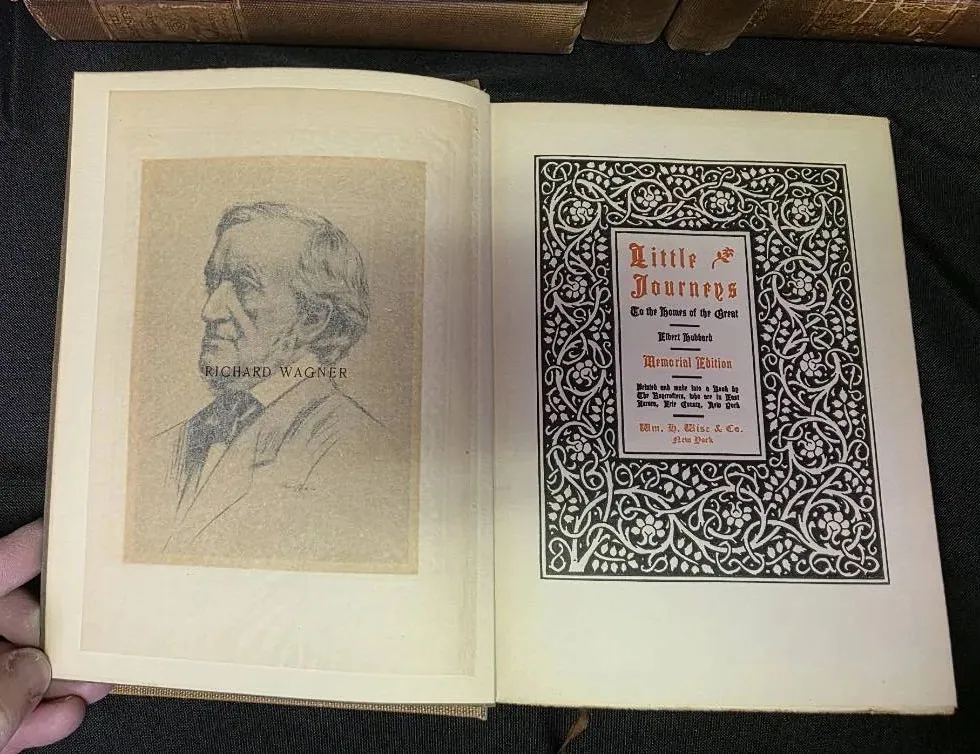 RICHARD WAGNER
Little
Journeys
To the Homes of the Great
Elbert Hubbard
Memorial Edition
Printed and made into a Book by
The Roycrofters, who are in East
Aurora, Erie County, New York
Wm. H. Wise & Co.
New York